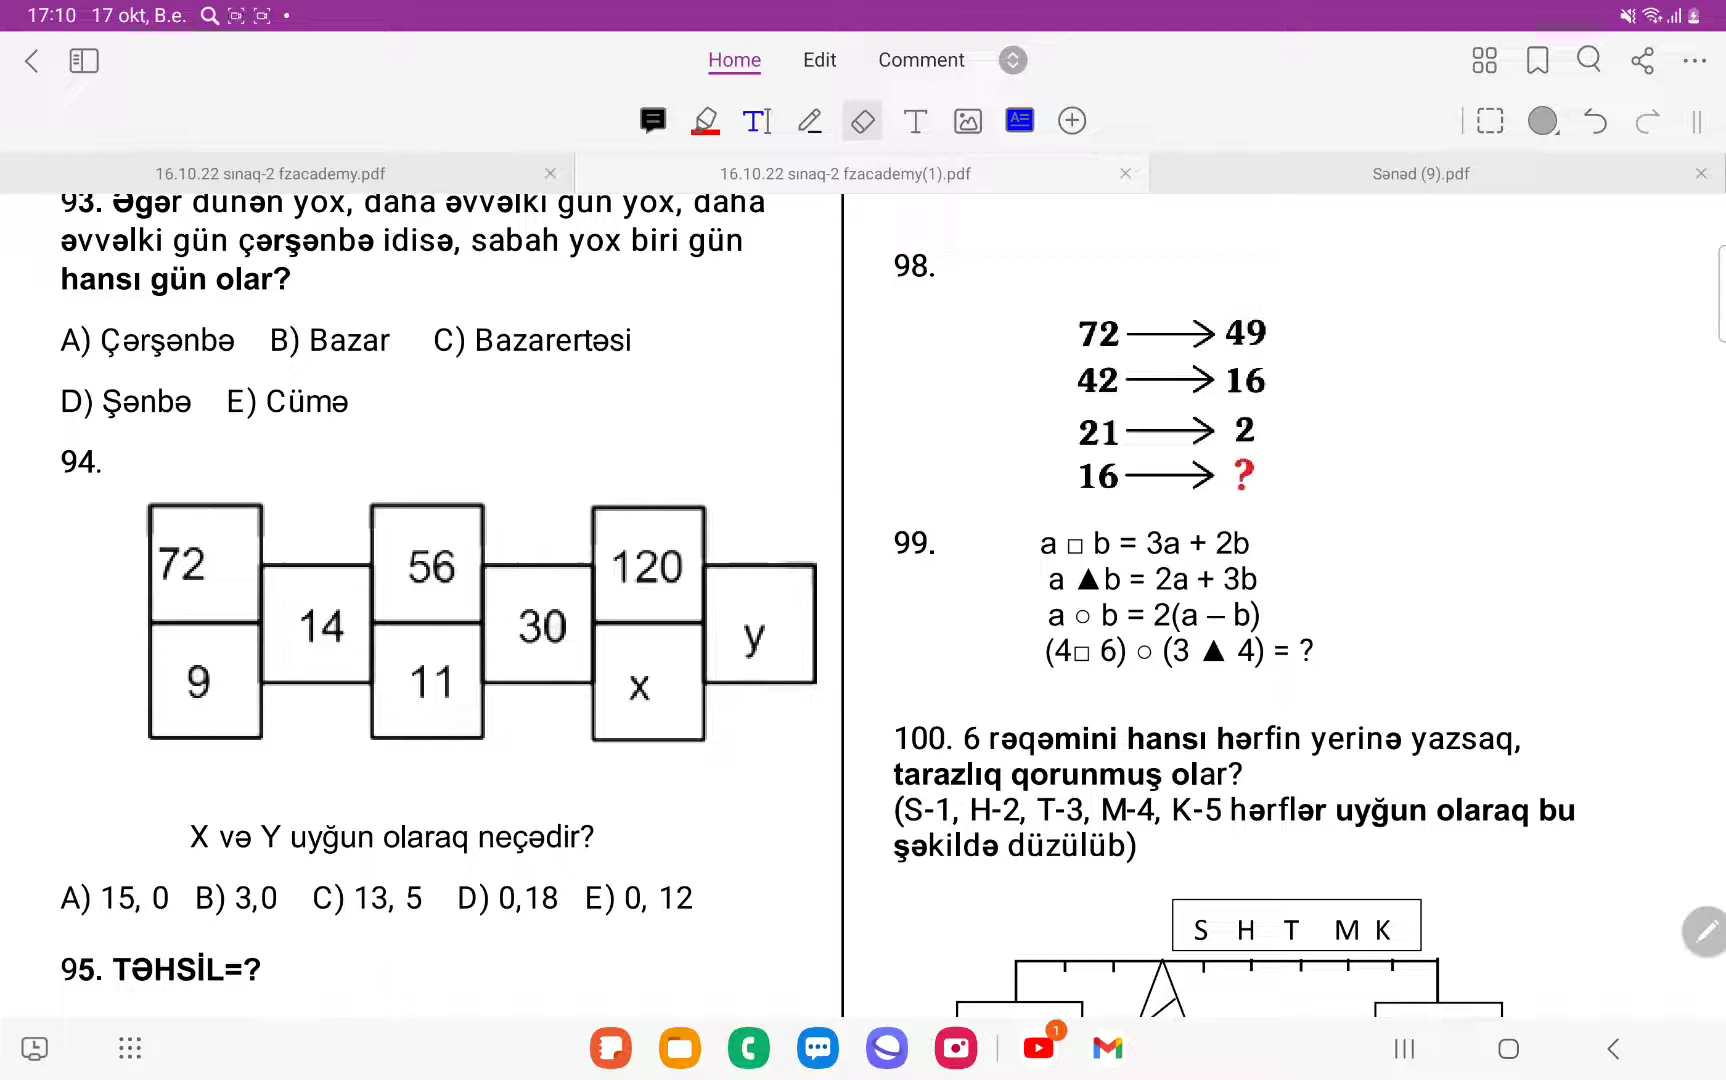 17:10 17 okt, B.e.
Home Edit Comment
16.10.22 sınaq-2 fzacademy.pdf
16.10.22 sınaq-2 fzacademy(1).pdf
Sənəd (9).pdf
93. Əgər dünən yox, daha əvvəlki gün yox, daha
əvvəlki gün çərşənbə idisə, sabah yox biri gün
hansı gün olar?
A) Çərşənbə B) Bazar C) Bazarertəsi
D) Şənbə E) Cümə
94.
72 56 120
14 30 y
9 11 x
X və Y uyğun olaraq neçədir?
A) 15, 0 B) 3,0 C) 13, 5 D) 0,18 E) 0, 12
95. TƏHSİL=?
98.
72 → 49
42 → 16
21 → 2
16 → ?
99. a □ b = 3a + 2b
a ▲b = 2a + 3b
a ○ b = 2(a – b)
(4□ 6) ○ (3 ▲ 4) = ?
100. 6 rəqəmini hansı hərfin yerinə yazsaq,
tarazlıq qorunmuş olar?
(S-1, H-2, T-3, M-4, K-5 hərflər uyğun olaraq bu
şəkildə düzülüb)
S H T M K
1